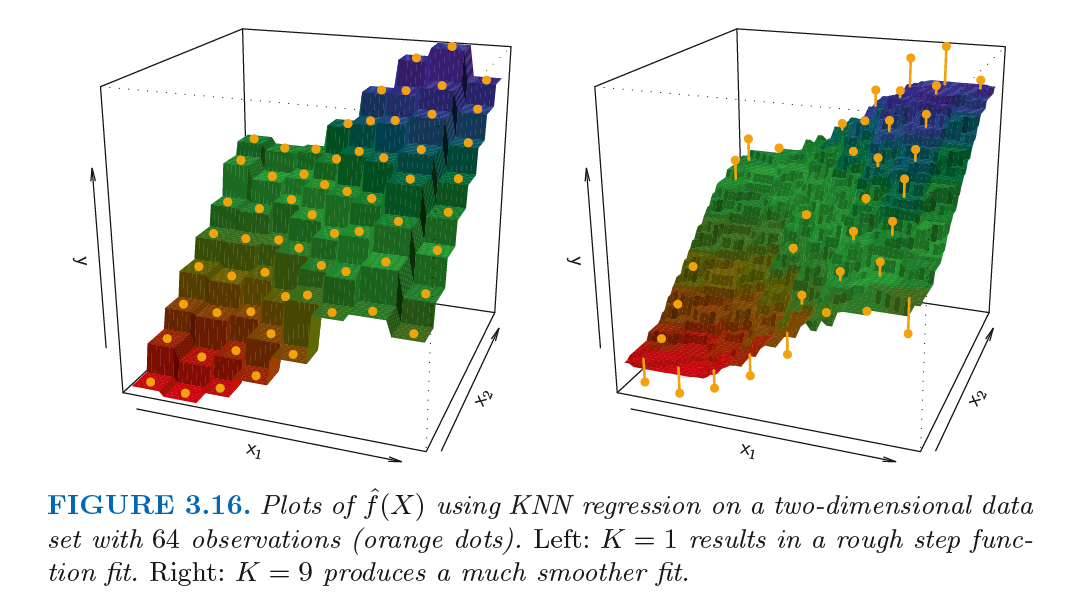 y
x1
x2
y
x1
x2
FIGURE 3.16. Plots of f̂(X) using KNN regression on a two-dimensional data
set with 64 observations (orange dots). Left: K = 1 results in a rough step func-
tion fit. Right: K = 9 produces a much smoother fit.